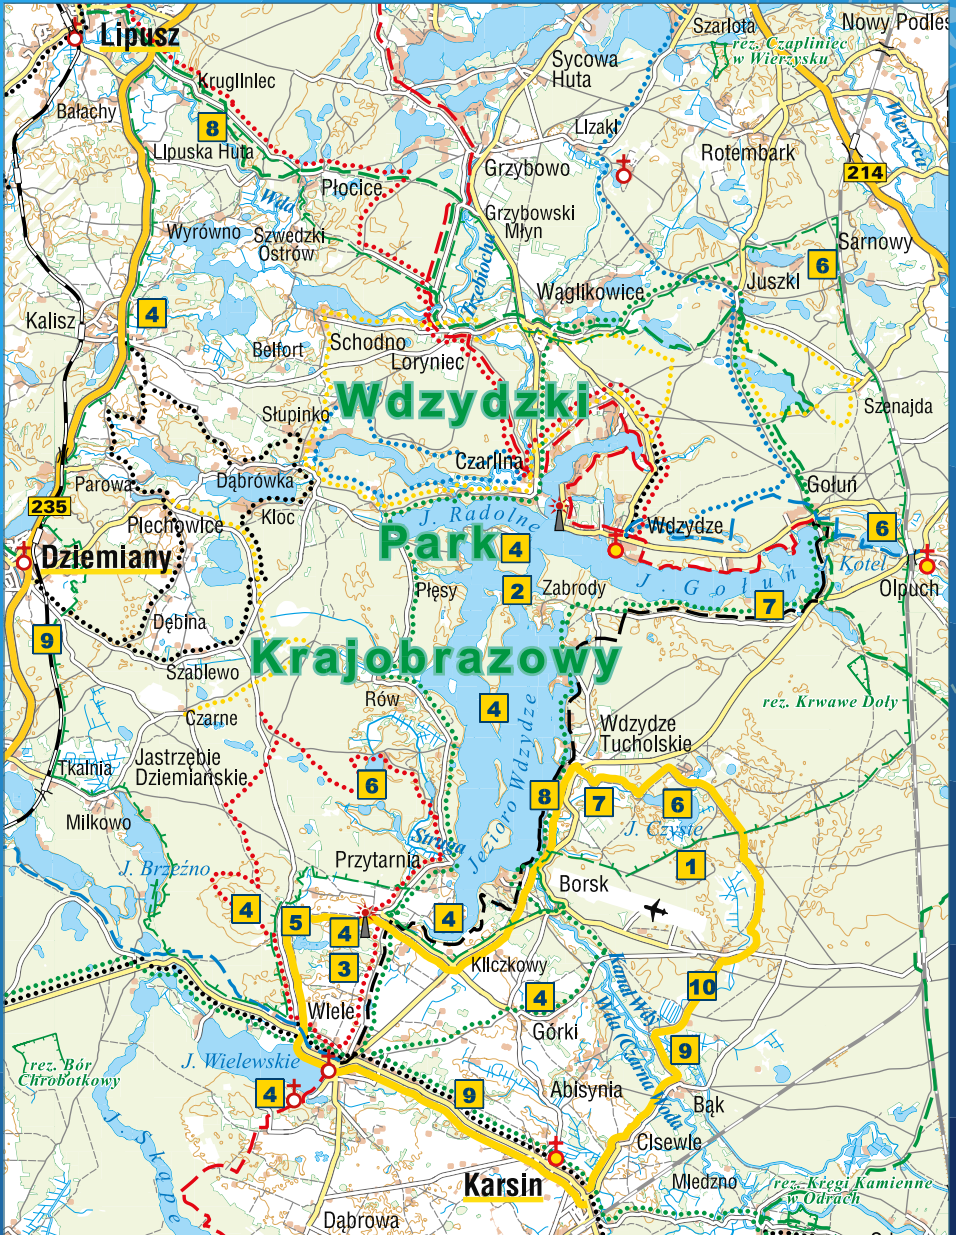 Lipusz
Szarlota
Nowy Podles
rez. Czapliniec
w Wierzysku
Sycowa
Huta
KruglIniec
Bałachy
8
LIpuska Huta
LIzakI
Wierzyca
Rotembark
214
Grzybowo
Płocice
Wda
Grzybowski
Młyn
Wyrówno
Szwedzki
Ostrów
Trzebiocha
Sarnowy
6
Juszki
Wąglikowice
4
Kalisz
Schodno
Belfort
Loryniec
Wdzydzki
Słupinko
Szenajda
Czarlina
Parowa
Dąbrówka
Gołuń
235
Kloc
Plechowice
J. Radolne
Wdzydze
6
Park
4
Dziemiany
Kotel
J. Gołuń
Olpuch
Płęsy
2
Zabrody
7
Dębina
9
Krajobrazowy
Szablewo
Rów
rez. Krwawe Doły
4
Czarne
Wdzydze
Tucholskie
Jastrzębie
Dziemiańskie
Tkalnia
6
8
7
6
Jezioro Wdzydze
Milkowo
J. Czyste
Struga
Przytarnia
J. Brzeźno
1
Borsk
4
5
4
4
3
Kliczkowy
10
4
Kanał Wdy
Wiele
Górki
Wda (Czarna Woda)
9
J. Wielewskie
rez. Bór
Chrobotkowy
4
9
Abisynia
Bąk
J. Skąpe
Cisewie
Karsin
Miedzno
rez. Kręgi Kamienne
w Odrach
2
Dąbrowa